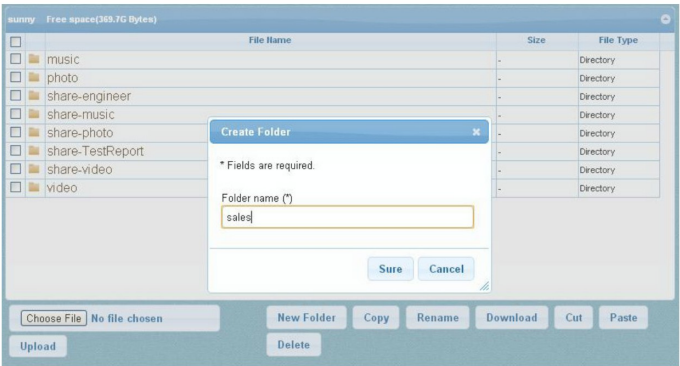 sunny Free space(369.7G Bytes)
File Name Size File Type
music - Directory
photo - Directory
share-engineer - Directory
share-music - Directory
share-photo - Directory
share-TestReport - Directory
share-video - Directory
video - Directory
Create Folder
* Fields are required.
Folder name (*)
sales
Sure Cancel
Choose File No file chosen New Folder Copy Rename Download Cut Paste
Upload Delete